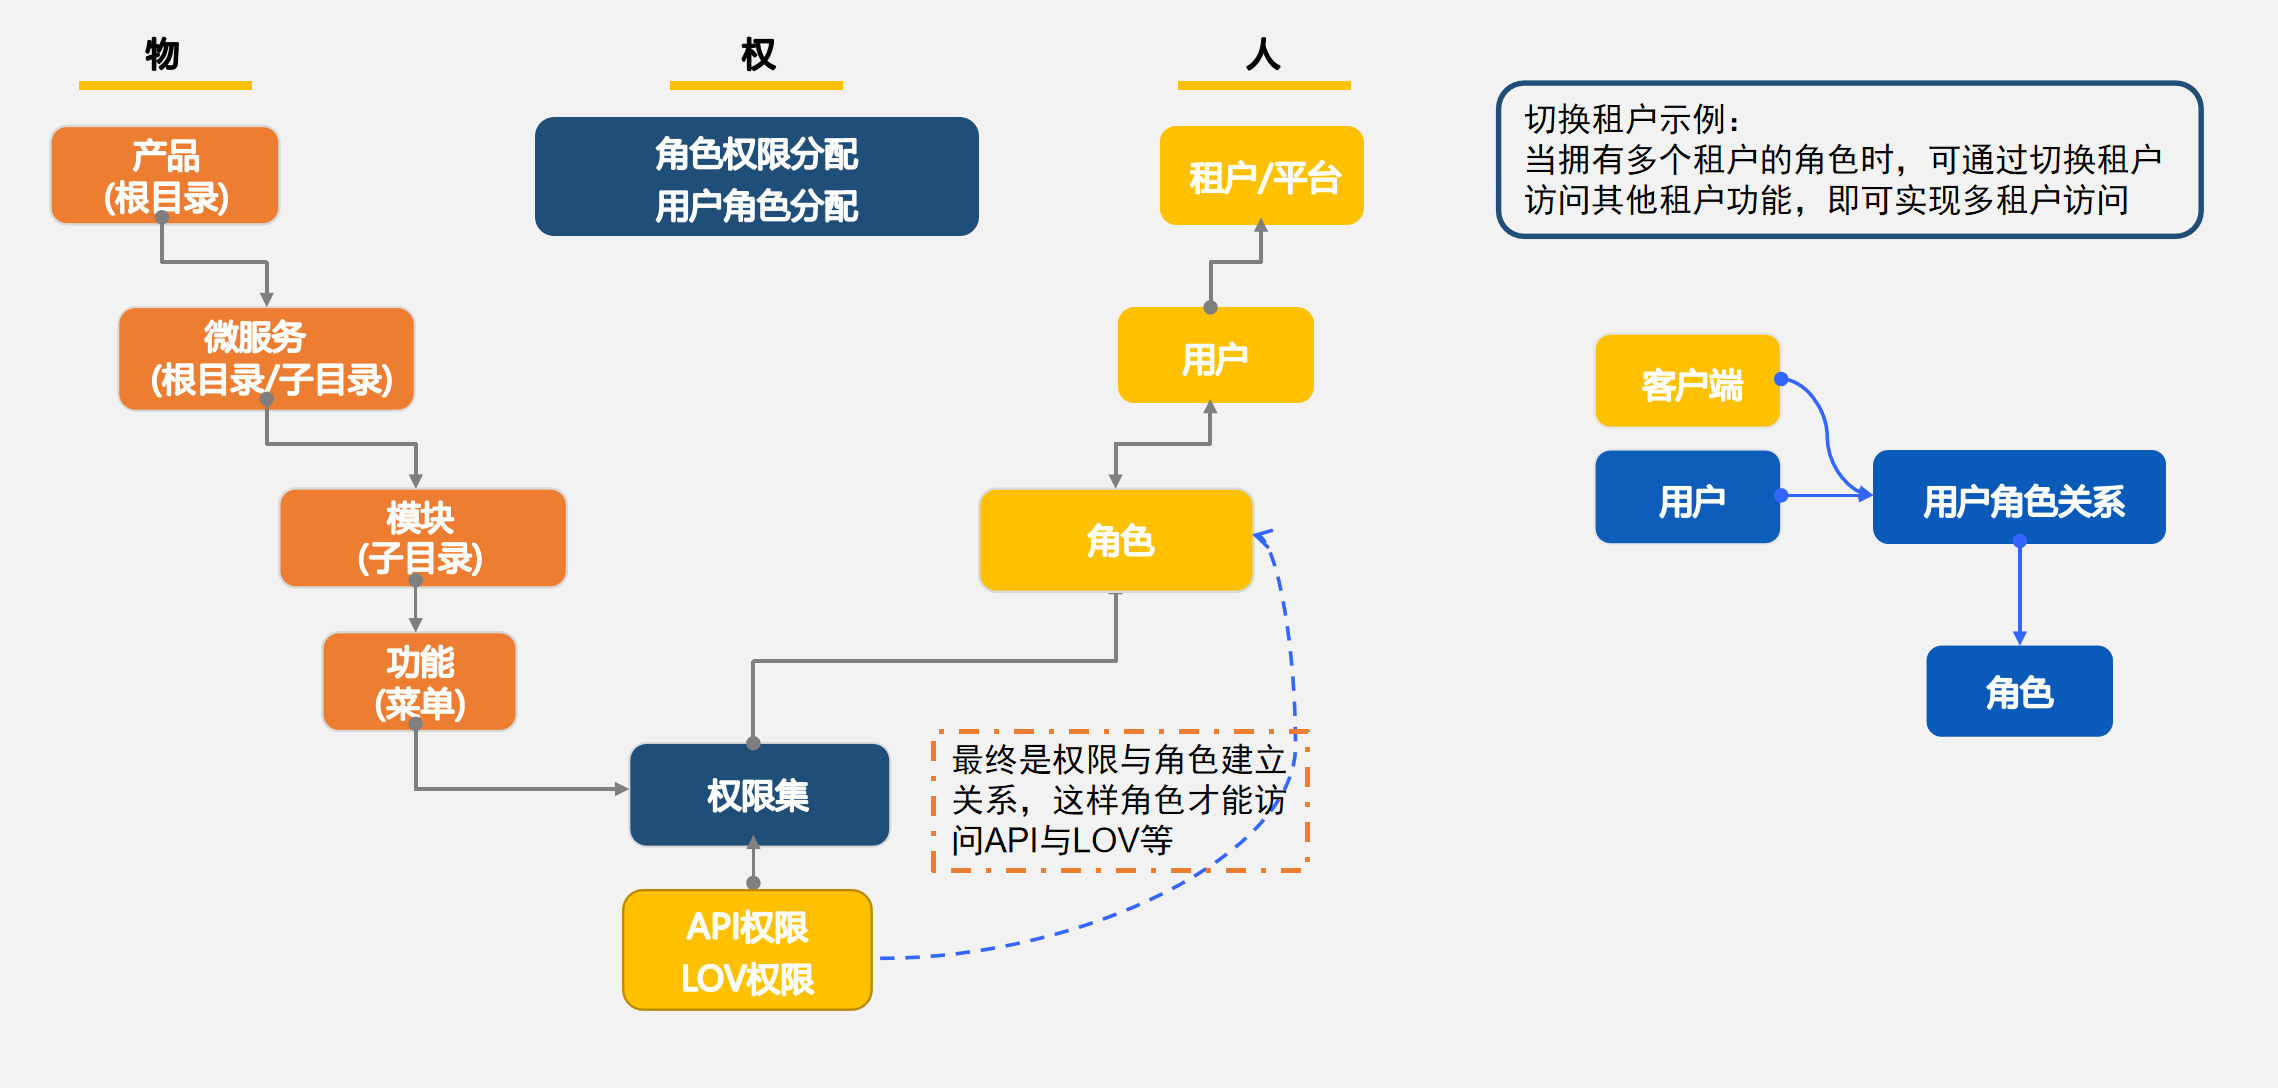 物
权
人
产品
(根目录)
角色权限分配
用户角色分配
租户/平台
切换租户示例：
当拥有多个租户的角色时，可通过切换租户
访问其他租户功能，即可实现多租户访问
微服务
(根目录/子目录)
用户
客户端
用户
用户角色关系
模块
(子目录)
角色
功能
(菜单)
角色
权限集
最终是权限与角色建立
关系，这样角色才能访
问API与LOV等
API权限
LOV权限